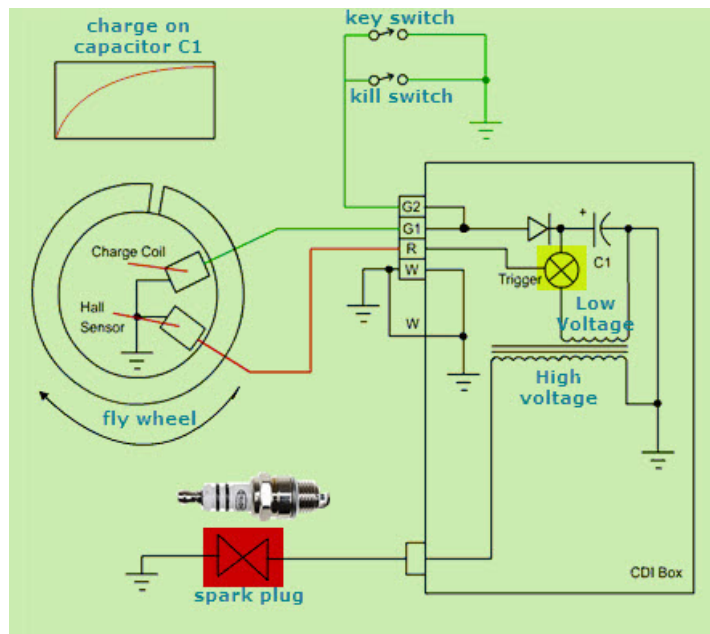 charge on
capacitor C1
key switch
kill switch
G2
G1
R
W
W
+
C1
Trigger
Low
Voltage
High
voltage
Charge Coil
Hall
Sensor
fly wheel
spark plug
CDI Box